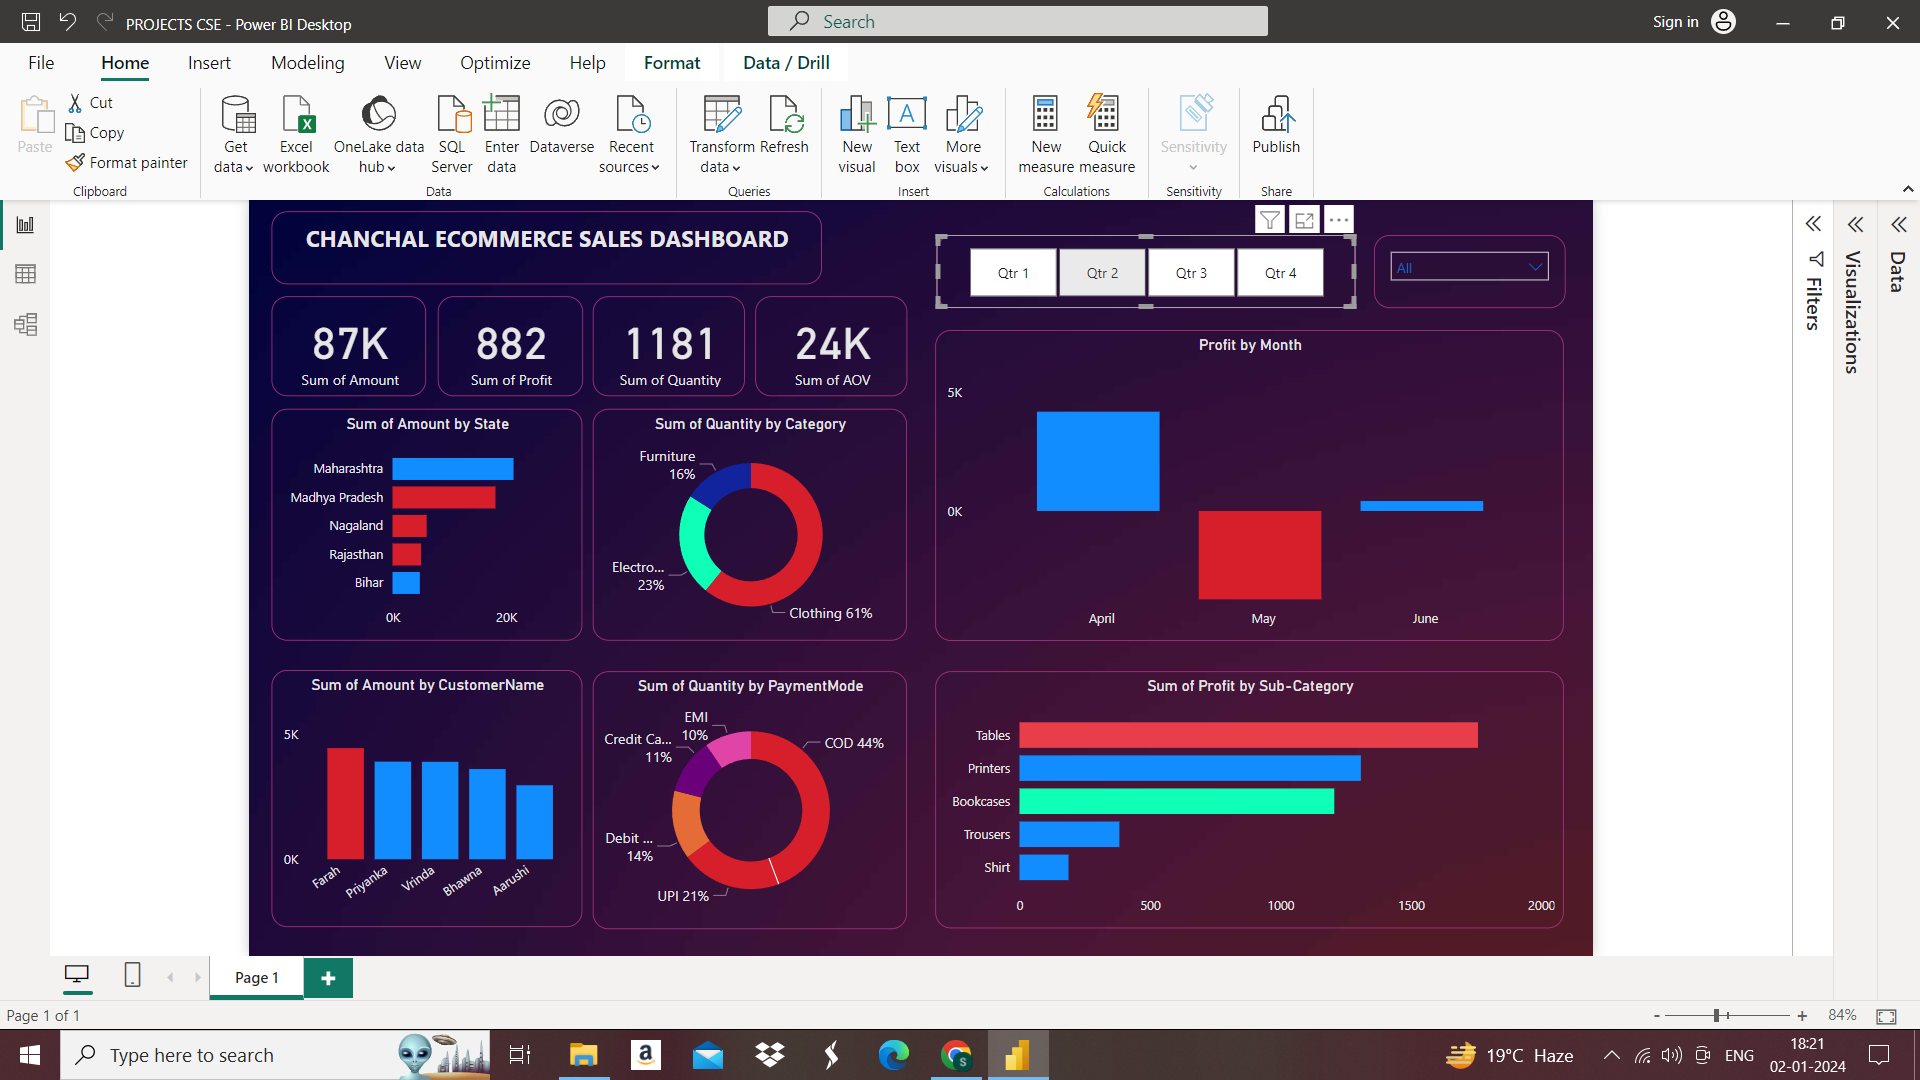 PROJECTS CSE - Power BI Desktop
Search
Sign in
File
Home
Insert
Modeling
View
Optimize
Help
Format
Data / Drill
Paste
Cut
Copy
Format painter
Clipboard
Get data
Excel workbook
OneLake data hub
SQL Server
Enter data
Dataverse
Recent sources
Data
Transform data
Refresh
Queries
New visual
Text box
More visuals
Insert
New measure
Quick measure
Calculations
Sensitivity
Sensitivity
Publish
Share
CHANCHAL ECOMMERCE SALES DASHBOARD
Qtr 1
Qtr 2
Qtr 3
Qtr 4
All
Filters
Visualizations
Data
87K
Sum of Amount
882
Sum of Profit
1181
Sum of Quantity
24K
Sum of AOV
Sum of Amount by State
Maharashtra
Madhya Pradesh
Nagaland
Rajasthan
Bihar
0K
20K
Sum of Quantity by Category
Furniture
16%
Electro...
23%
Clothing 61%
Profit by Month
5K
0K
April
May
June
Sum of Amount by CustomerName
5K
0K
Farah
Priyanka
Vrinda
Bhawna
Aarushi
Sum of Quantity by PaymentMode
EMI
10%
Credit Ca...
11%
COD 44%
Debit ...
14%
UPI 21%
Sum of Profit by Sub-Category
Tables
Printers
Bookcases
Trousers
Shirt
0
500
1000
1500
2000
Page 1
Page 1 of 1
84%
Type here to search
19°C Haze
ENG
18:21
02-01-2024